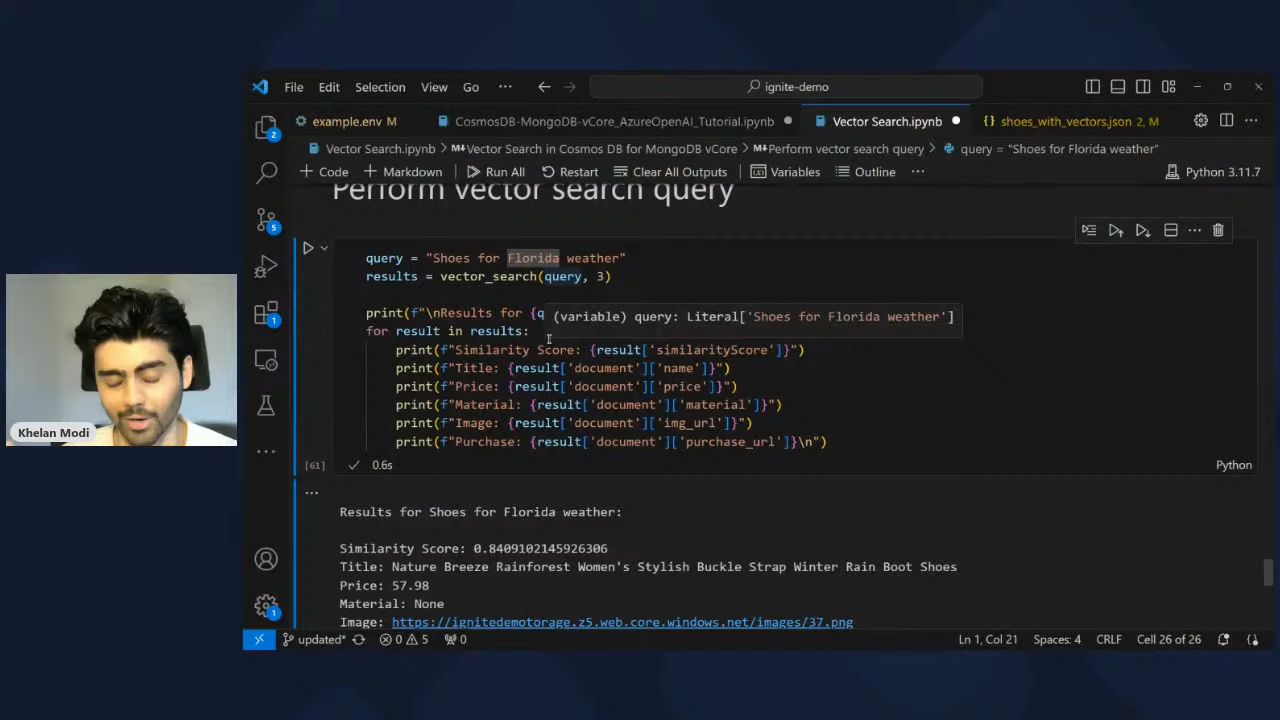 File Edit Selection View Go ··· ignite-demo
example.env M CosmosDB-MongoDB-vCore_AzureOpenAI_Tutorial.ipynb Vector Search.ipynb shoes_with_vectors.json 2, M
Vector Search.ipynb > Vector Search in Cosmos DB for MongoDB vCore > Perform vector search query > query = "Shoes for Florida weather"
+ Code + Markdown Run All Restart Clear All Outputs Variables Outline ··· Python 3.11.7
Perform vector search query
query = "Shoes for Florida weather"
results = vector_search(query, 3)
print(f"\nResults for {q
(variable) query: Literal['Shoes for Florida weather']
for result in results:
print(f"Similarity Score: {result['similarityScore']}")
print(f"Title: {result['document']['name']}")
print(f"Price: {result['document']['price']}")
print(f"Material: {result['document']['material']}")
print(f"Image: {result['document']['img_url']}")
print(f"Purchase: {result['document']['purchase_url']}\n")
[61] 0.6s Python
Results for Shoes for Florida weather:
Similarity Score: 0.8409102145926306
Title: Nature Breeze Rainforest Women's Stylish Buckle Strap Winter Rain Boot Shoes
Price: 57.98
Material: None
Image: https://ignitedemotorage.z5.web.core.windows.net/images/37.png
updated* 0 5 0 Ln 1, Col 21 Spaces: 4 CRLF Cell 26 of 26
2
5
1
1
Khelan Modi